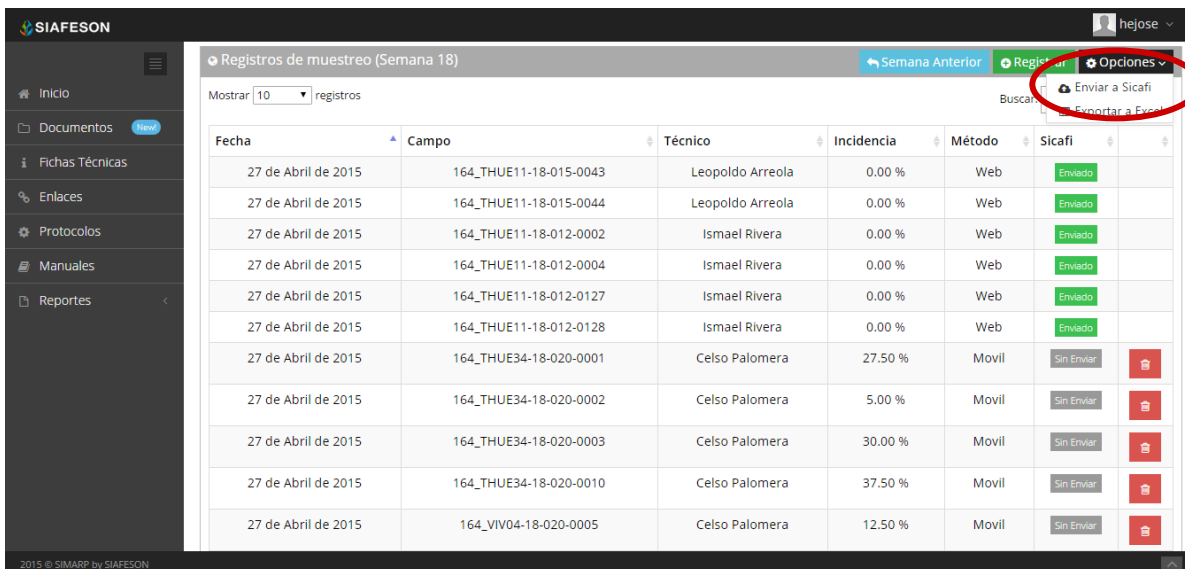 SIAFESON
hejose
Registros de muestreo (Semana 18)
Semana Anterior
Registrar
Opciones
Inicio
Documentos New!
Fichas Técnicas
Enlaces
Protocolos
Manuales
Reportes
Mostrar 10 registros
Buscar:
Enviar a Sicafi
Exportar a Excel
Fecha Campo Técnico Incidencia Método Sicafi
27 de Abril de 2015 164_THUE11-18-015-0043 Leopoldo Arreola 0.00 % Web Enviado
27 de Abril de 2015 164_THUE11-18-015-0044 Leopoldo Arreola 0.00 % Web Enviado
27 de Abril de 2015 164_THUE11-18-012-0002 Ismael Rivera 0.00 % Web Enviado
27 de Abril de 2015 164_THUE11-18-012-0004 Ismael Rivera 0.00 % Web Enviado
27 de Abril de 2015 164_THUE11-18-012-0127 Ismael Rivera 0.00 % Web Enviado
27 de Abril de 2015 164_THUE11-18-012-0128 Ismael Rivera 0.00 % Web Enviado
27 de Abril de 2015 164_THUE34-18-020-0001 Celso Palomera 27.50 % Movil Sin Enviar
27 de Abril de 2015 164_THUE34-18-020-0002 Celso Palomera 5.00 % Movil Sin Enviar
27 de Abril de 2015 164_THUE34-18-020-0003 Celso Palomera 30.00 % Movil Sin Enviar
27 de Abril de 2015 164_THUE34-18-020-0010 Celso Palomera 37.50 % Movil Sin Enviar
27 de Abril de 2015 164_VIV04-18-020-0005 Celso Palomera 12.50 % Movil Sin Enviar
2015 © SIMARP by SIAFESON